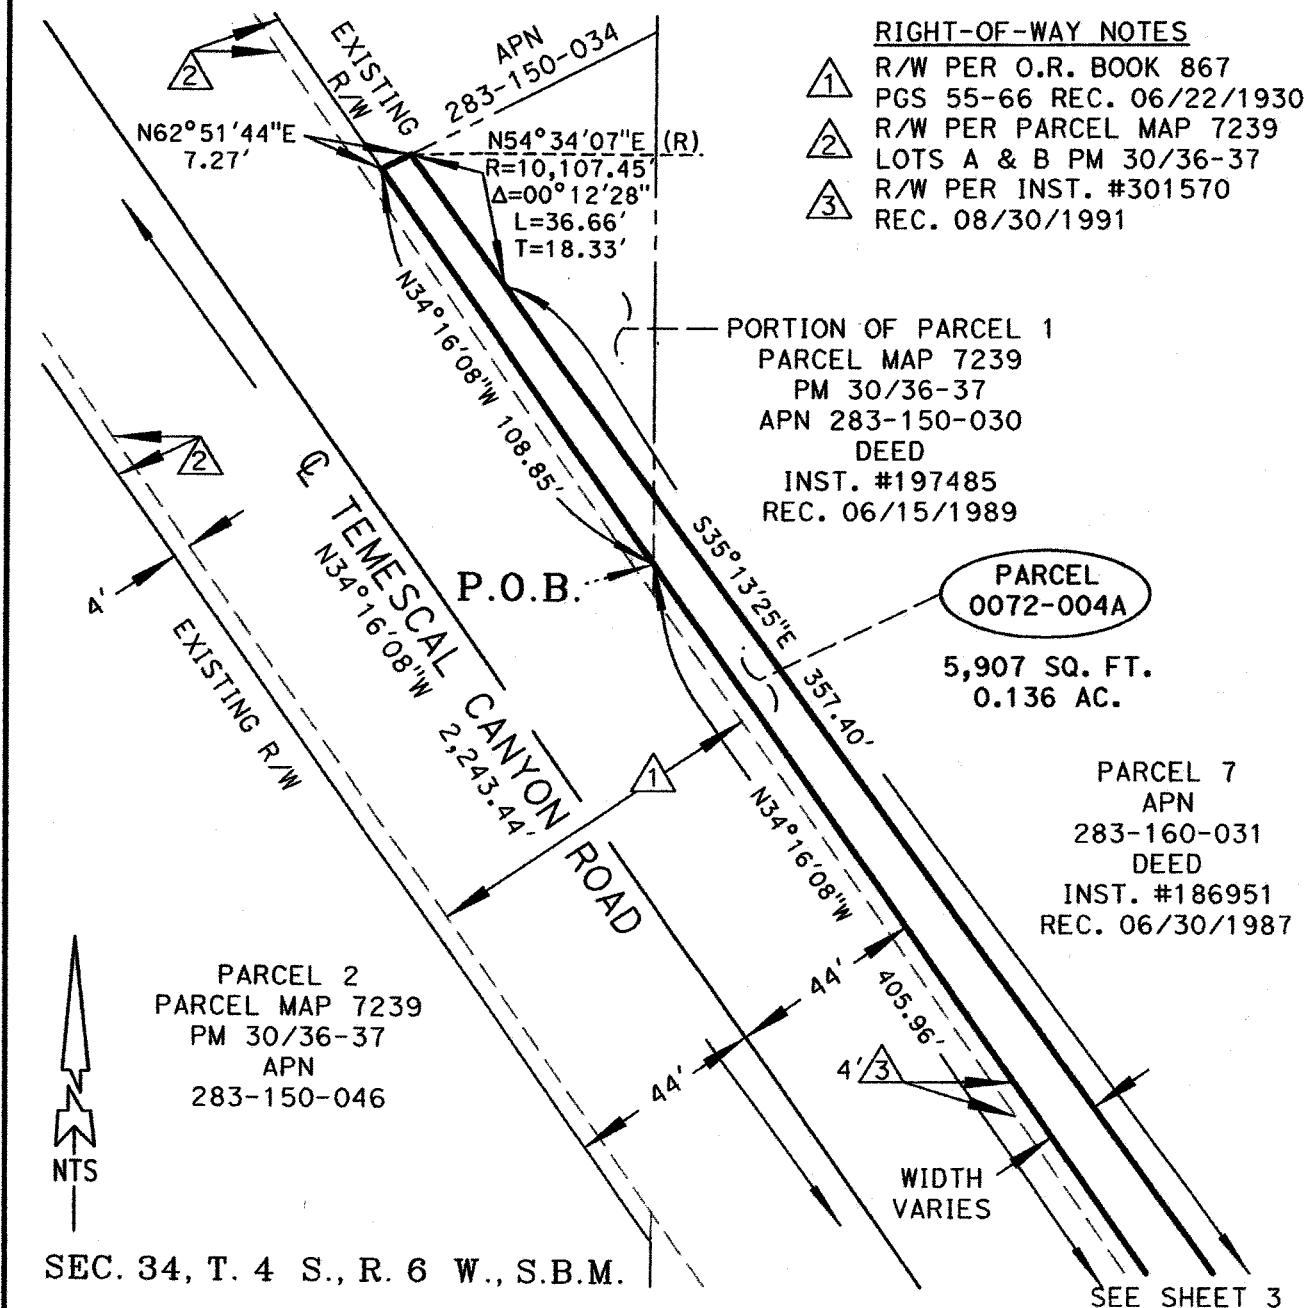 RIGHT-OF-WAY NOTES
1 R/W PER O.R. BOOK 867
PGS 55-66 REC. 06/22/1930
2 R/W PER PARCEL MAP 7239
LOTS A & B PM 30/36-37
3 R/W PER INST. #301570
REC. 08/30/1991
EXISTING
R/W
APN
283-150-034
2
N62°51'44"E
7.27'
N54°34'07"E (R)
R=10,107.45'
Δ=00°12'28"
L=36.66'
T=18.33'
N34°16'08"W 108.85'
PORTION OF PARCEL 1
PARCEL MAP 7239
PM 30/36-37
APN 283-150-030
DEED
INST. #197485
REC. 06/15/1989
2
℄ TEMESCAL CANYON ROAD
N34°16'08"W 2,243.44'
4'
EXISTING R/W
P.O.B.
S35°13'25"E 357.40'
PARCEL
0072-004A
5,907 SQ. FT.
0.136 AC.
1
N34°16'08"W 405.96'
PARCEL 7
APN
283-160-031
DEED
INST. #186951
REC. 06/30/1987
PARCEL 2
PARCEL MAP 7239
PM 30/36-37
APN
283-150-046
44'
44'
4' 3
WIDTH
VARIES
N
NTS
SEC. 34, T. 4 S., R. 6 W., S.B.M.
SEE SHEET 3